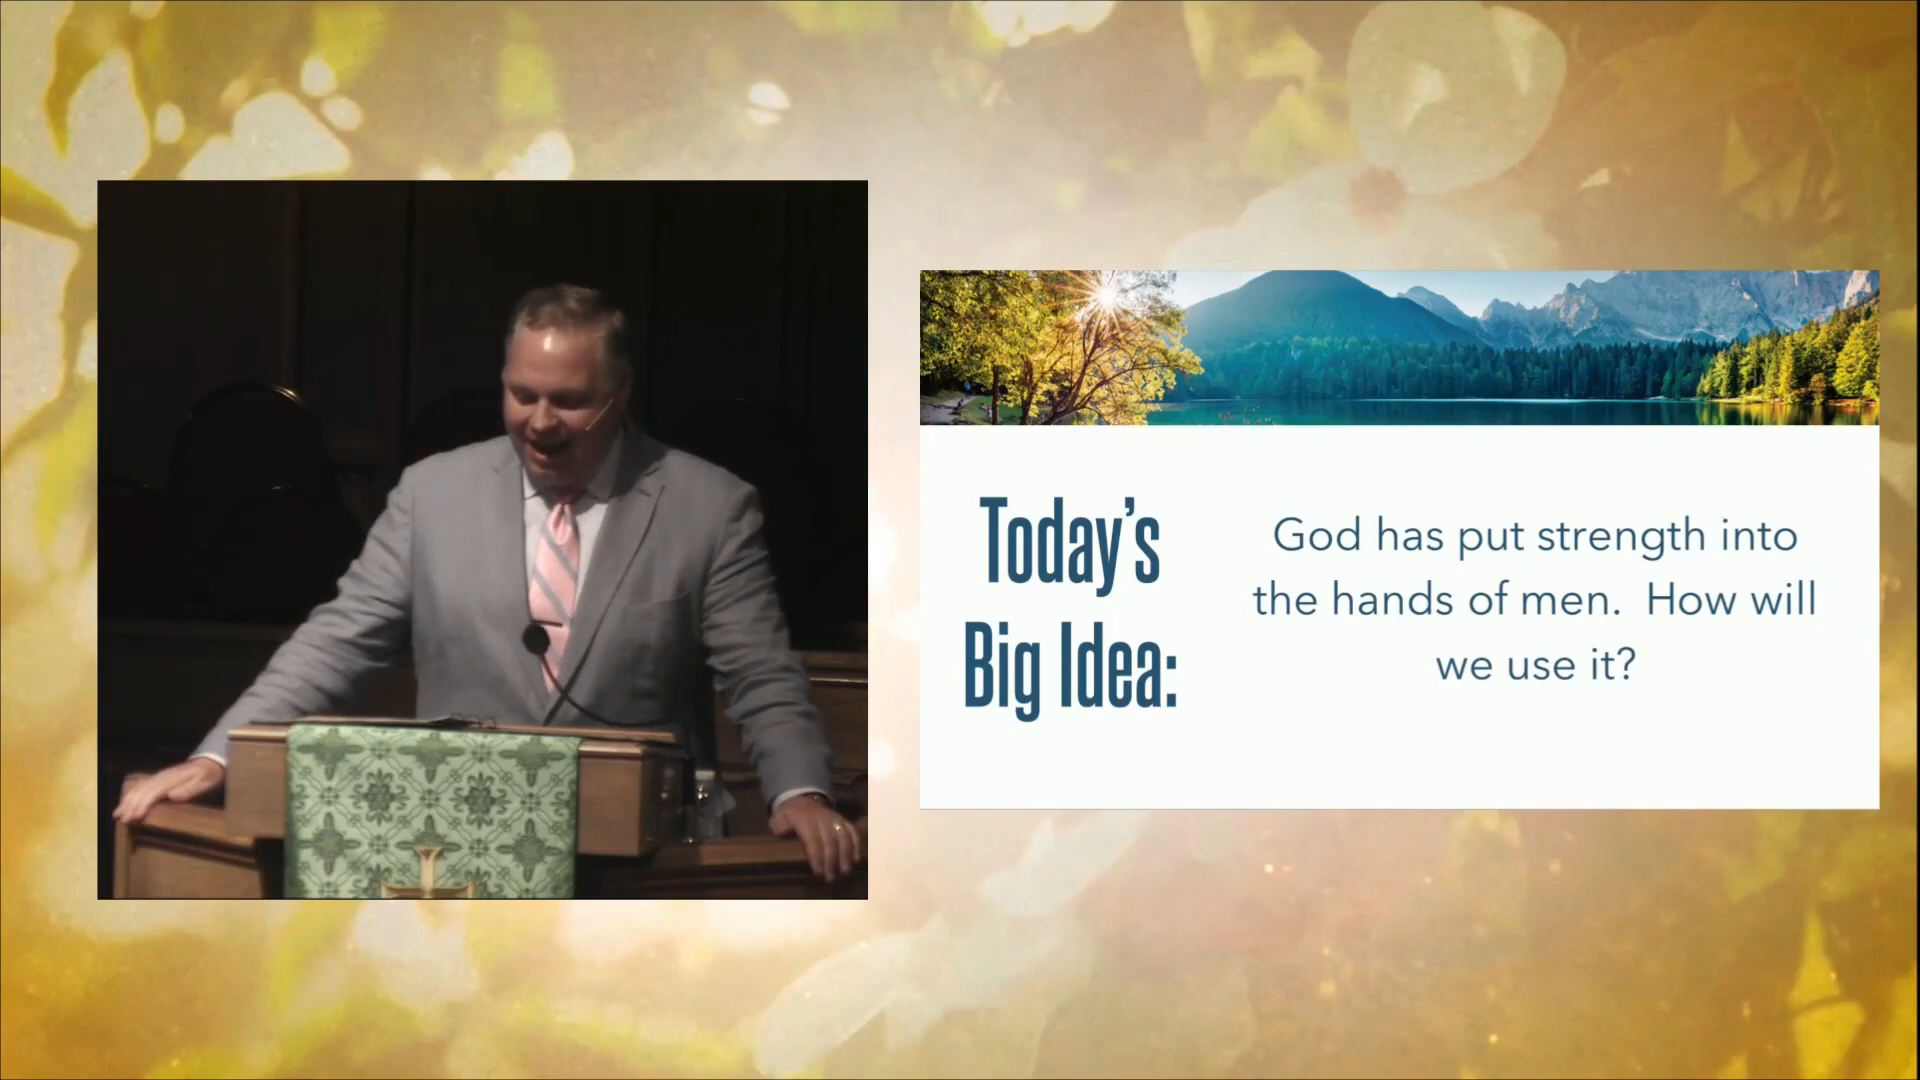 Today's
Big Idea:
God has put strength into
the hands of men.  How will
we use it?